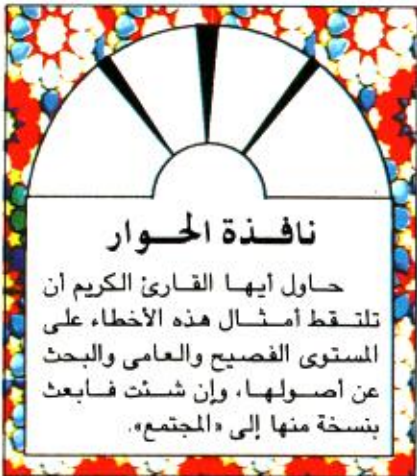 نافذة الحوار
حاول أيها القارئ الكريم أن
تلتقط أمثال هذه الأخطاء على
المستوى الفصيح والعامى والبحث
عن أصولها، وإن شئت فابعث
بنسخة منها إلى «المجتمع».